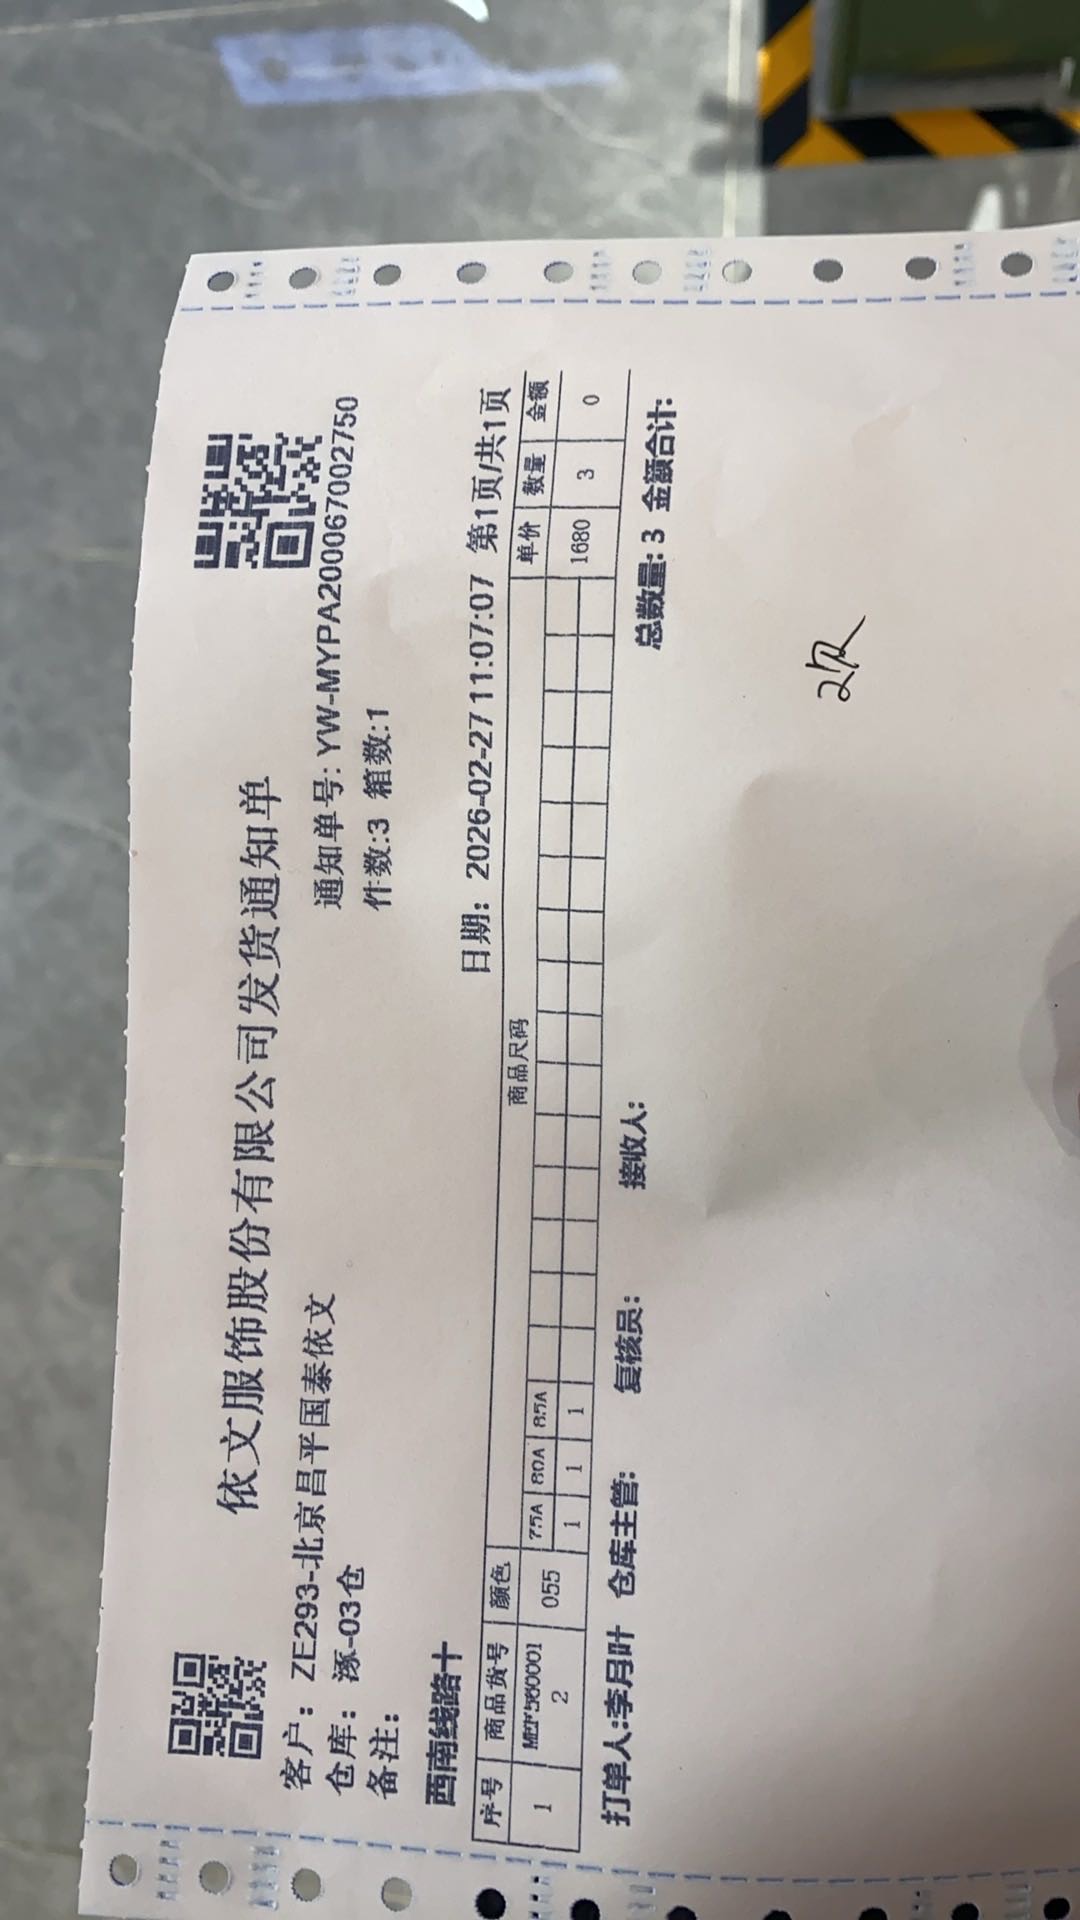 依文服饰股份有限公司发货通知单
客户: ZE293-北京昌平国泰依文
通知单号: YW-MYPA200067002750
仓库: 涿-03仓
件数:3 箱数:1
备注:
西南线路十
日期: 2026-02-27 11:07:07 第1页/共1页
序号 商品货号 颜色 商品尺码 单价 数量 金额
75A 80A 85A
1 2 055 1 1 1 1680 3 0
打单人:李月叶 仓库主管: 复核员: 接收人: 总数量: 3 金额合计: